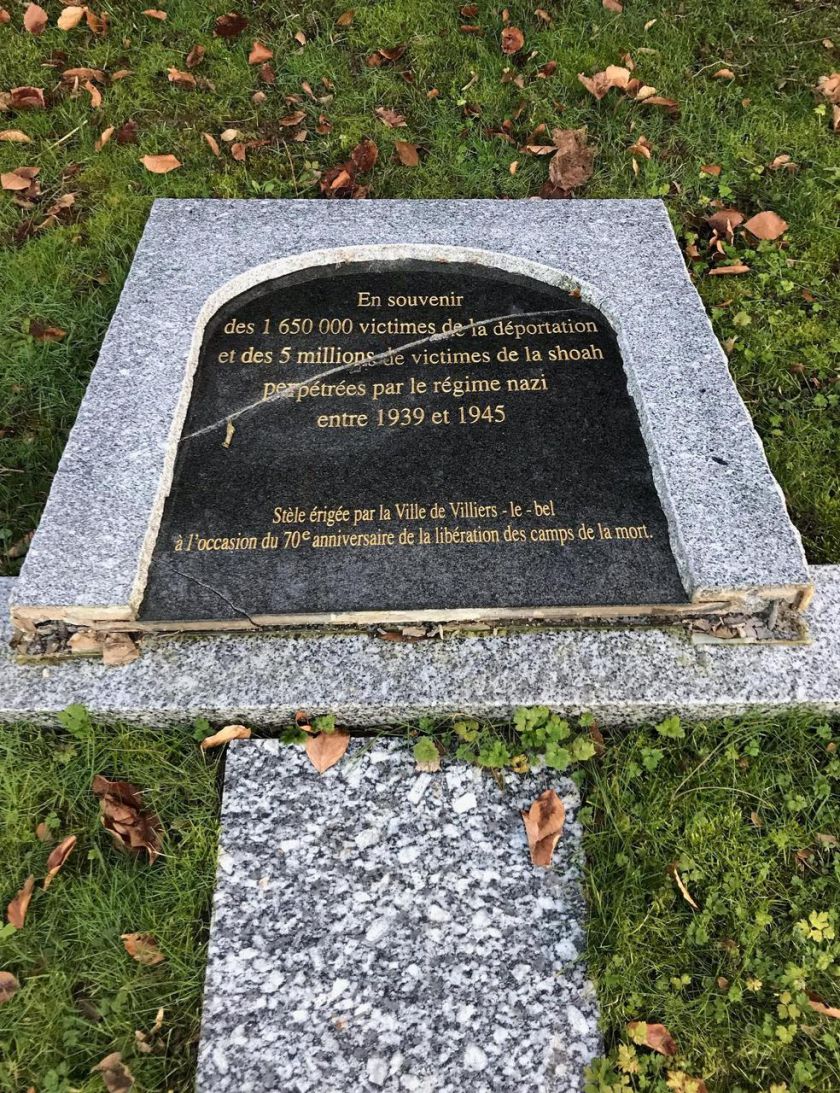 En souvenir
des 1 650 000 victimes de la déportation
et des 5 millions de victimes de la shoah
perpétrées par le régime nazi
entre 1939 et 1945
Stèle érigée par la Ville de Villiers - le - bel
à l'occasion du 70e anniversaire de la libération des camps de la mort.